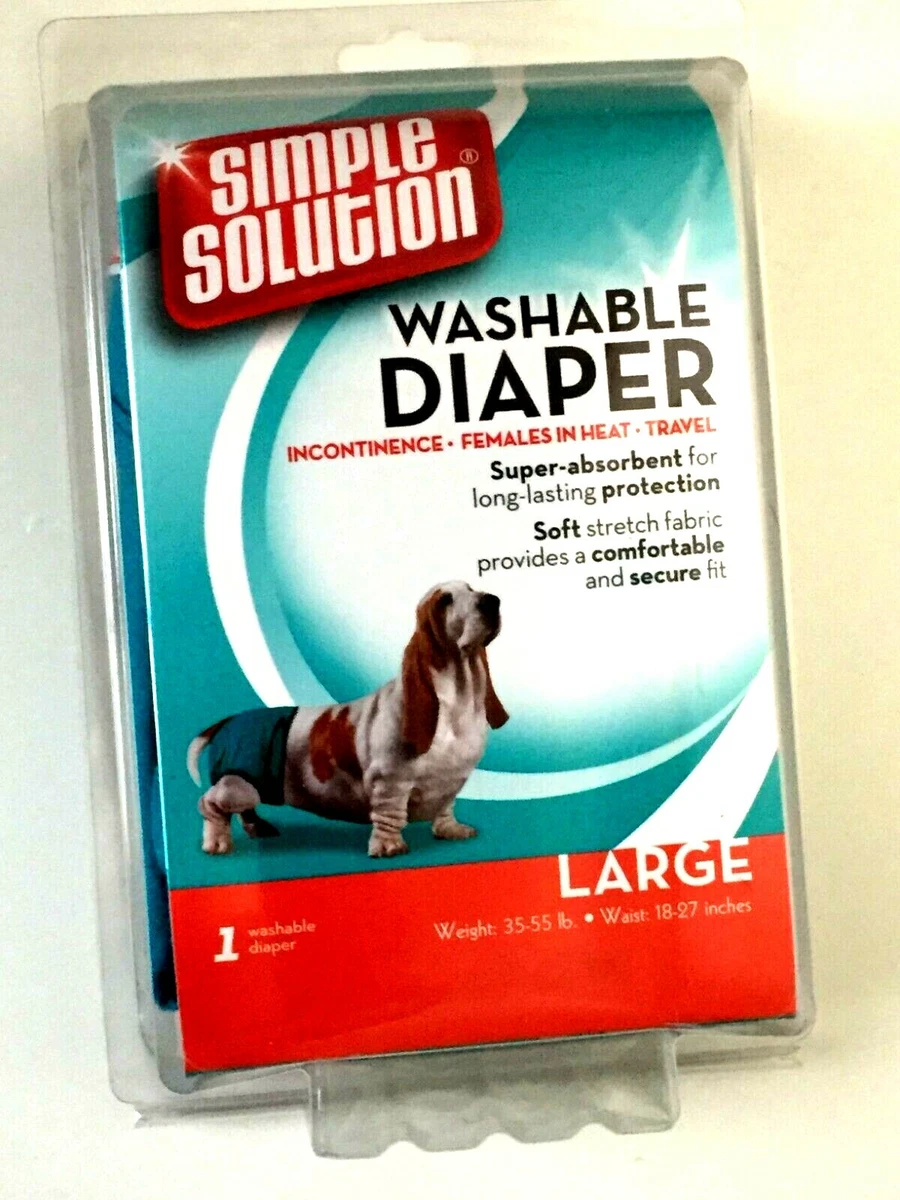 SIMPLE
SOLUTION®
WASHABLE
DIAPER
INCONTINENCE • FEMALES IN HEAT • TRAVEL
Super-absorbent for
long-lasting protection
Soft stretch fabric
provides a comfortable
and secure fit
LARGE
Weight: 35-55 lb. • Waist: 18-27 inches
1 washable
diaper